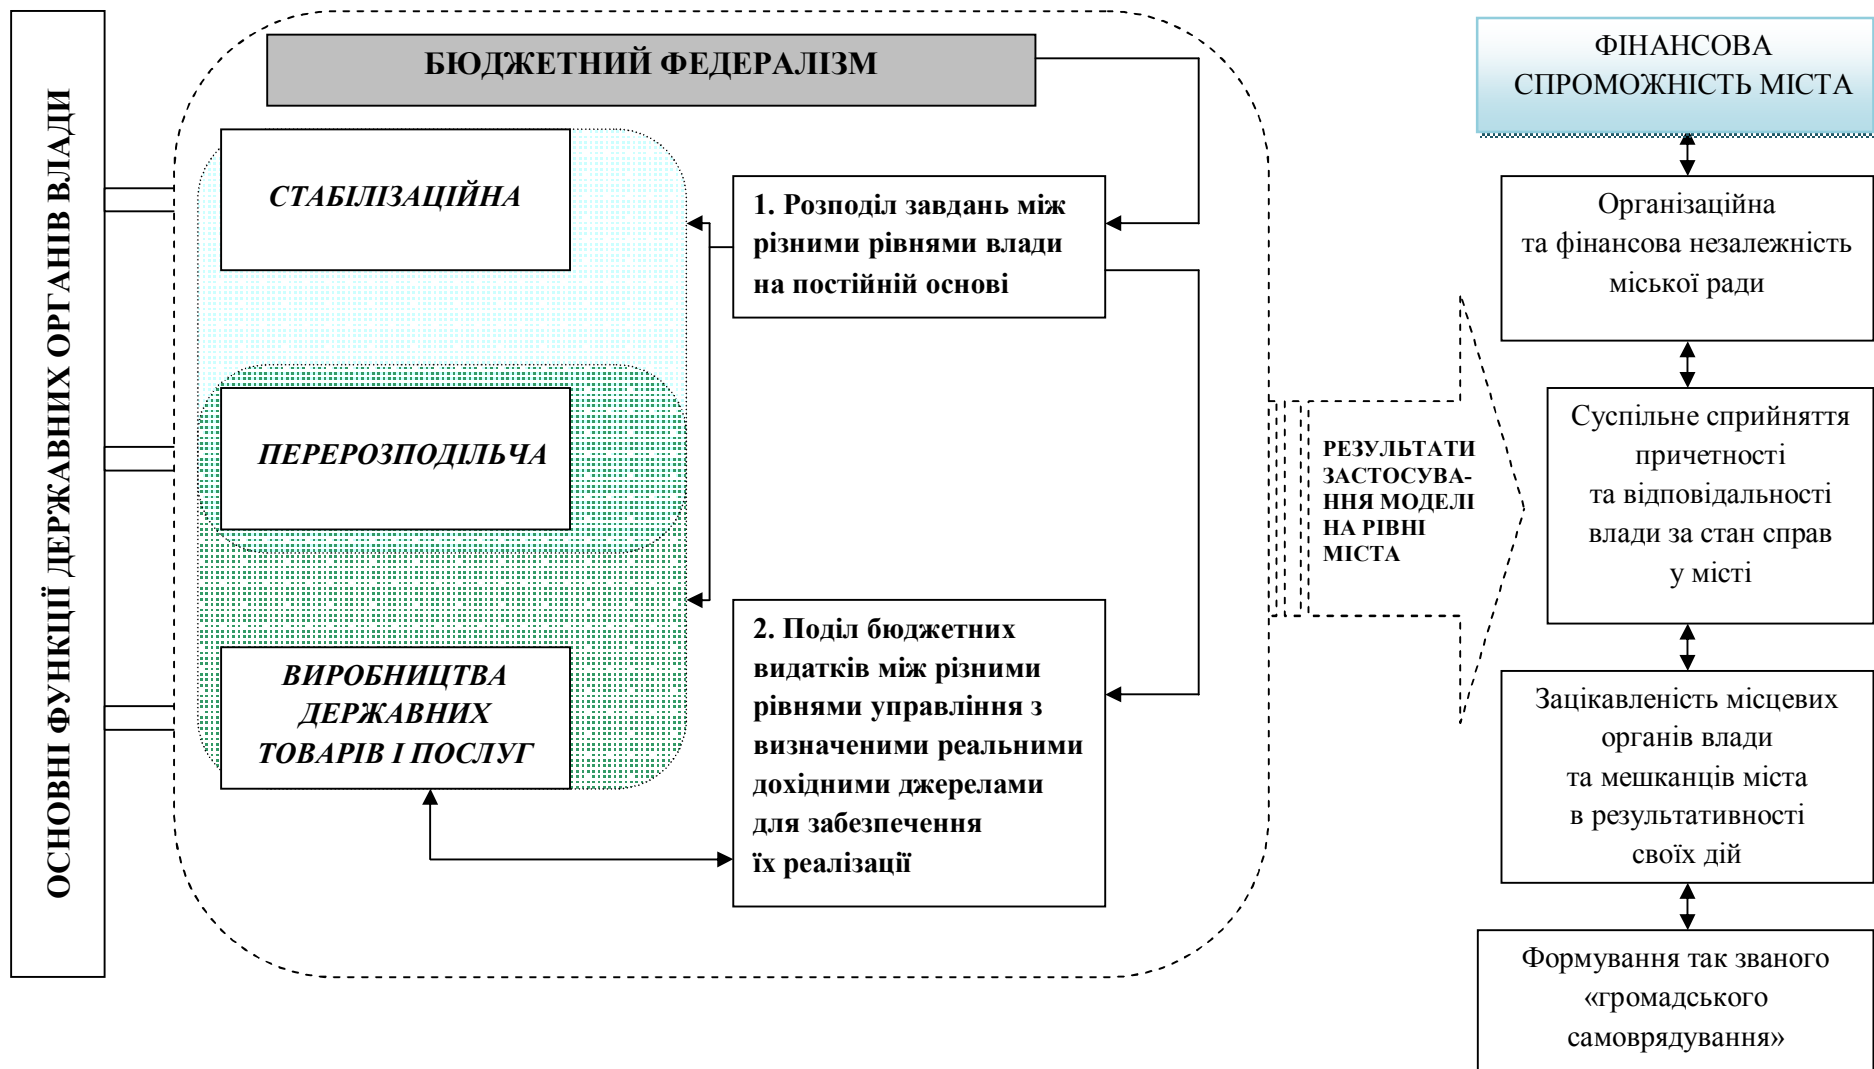 ОСНОВНІ ФУНКЦІЇ ДЕРЖАВНИХ ОРГАНІВ ВЛАДИ
БЮДЖЕТНИЙ ФЕДЕРАЛІЗМ
СТАБІЛІЗАЦІЙНА
ПЕРЕРОЗПОДІЛЬЧА
ВИРОБНИЦТВА
ДЕРЖАВНИХ
ТОВАРІВ І ПОСЛУГ
1. Розподіл завдань між
різними рівнями влади
на постійній основі
2. Поділ бюджетних
видатків між різними
рівнями управління з
визначеними реальними
дохідними джерелами
для забезпечення
їх реалізації
РЕЗУЛЬТАТИ
ЗАСТОСУВА-
ННЯ МОДЕЛІ
НА РІВНІ
МІСТА
ФІНАНСОВА
СПРОМОЖНІСТЬ МІСТА
Організаційна
та фінансова незалежність
міської ради
Суспільне сприйняття
причетності
та відповідальності
влади за стан справ
у місті
Зацікавленість місцевих
органів влади
та мешканців міста
в результативності
своїх дій
Формування так званого
«громадського
самоврядування»